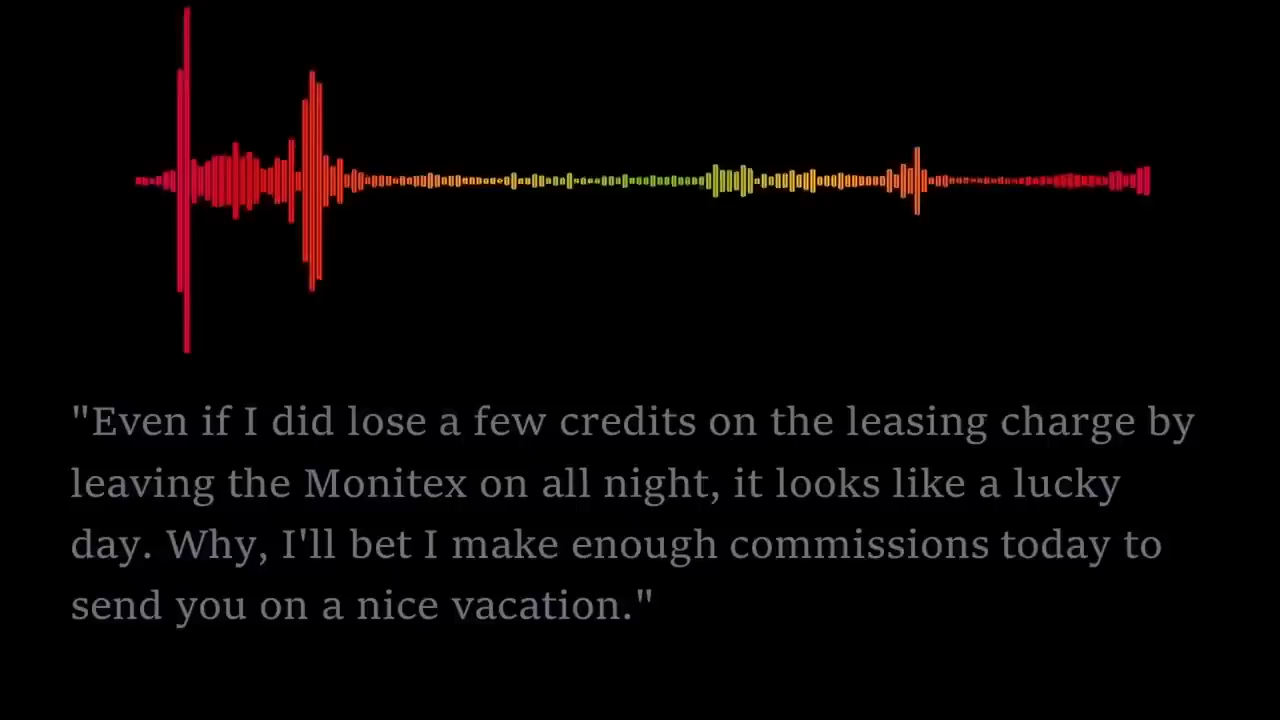 "Even if I did lose a few credits on the leasing charge by
leaving the Monitex on all night, it looks like a lucky
day. Why, I'll bet I make enough commissions today to
send you on a nice vacation."